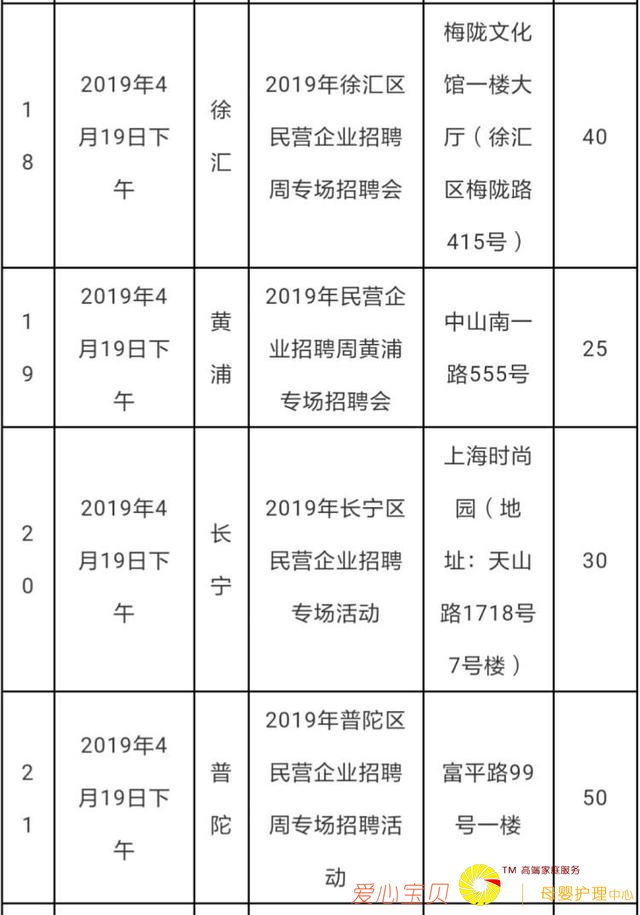 1
8
2019年4
月19日下
午
徐
汇
2019年徐汇区
民营企业招聘
周专场招聘会
梅陇文化
馆一楼大
厅（徐汇
区梅陇路
415号）
40
1
9
2019年4
月19日下
午
黄
浦
2019年民营企
业招聘周黄浦
专场招聘会
中山南一
路555号
25
2
0
2019年4
月19日下
午
长
宁
2019年长宁区
民营企业招聘
专场活动
上海时尚
园（地
址：天山
路1718号
7号楼）
30
2
1
2019年4
月19日下
午
普
陀
2019年普陀区
民营企业招聘
周专场招聘活
动
富平路99
号一楼
50
爱心宝贝
TM 高端家庭服务
母婴护理中心